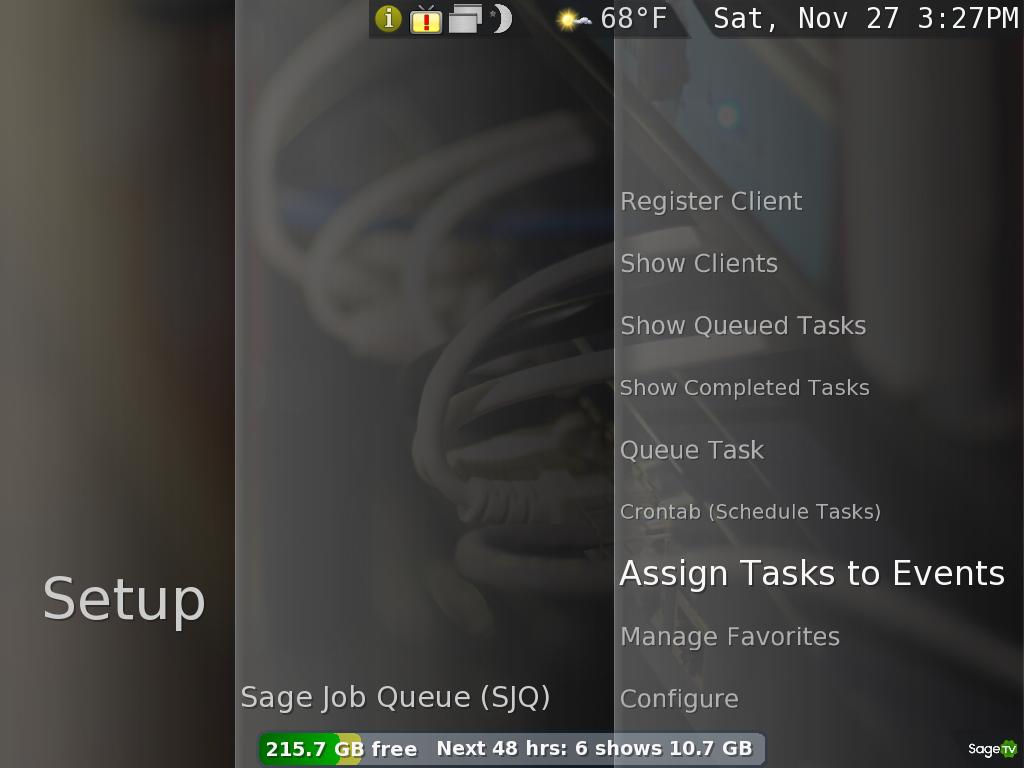 68°F Sat, Nov 27 3:27PM
Register Client
Show Clients
Show Queued Tasks
Show Completed Tasks
Queue Task
Crontab (Schedule Tasks)
Assign Tasks to Events
Setup
Manage Favorites
Sage Job Queue (SJQ)
Configure
215.7 GB free Next 48 hrs: 6 shows 10.7 GB
SageTV